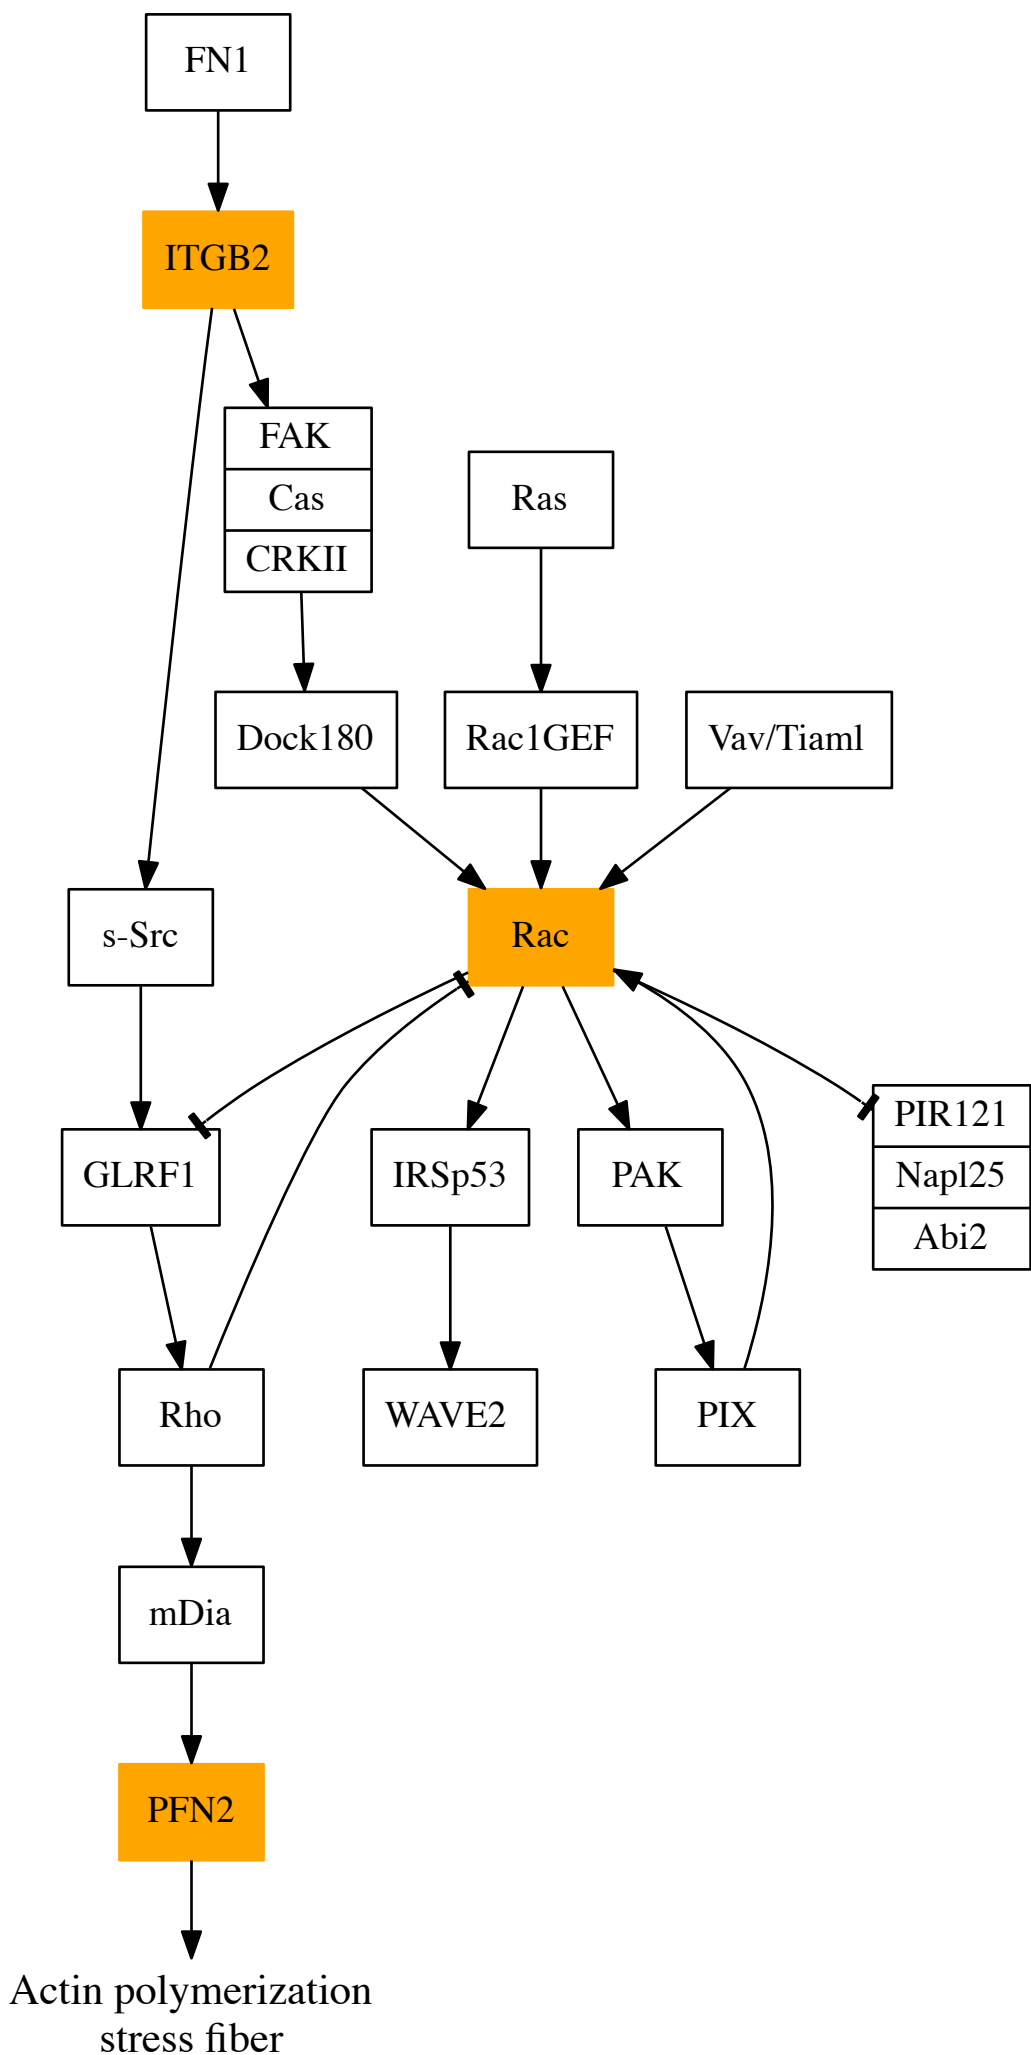 FN1
ITGB2
FAK
Cas
CRKII
Ras
Dock180
Rac1GEF
Vav/Tiaml
s-Src
Rac
GLRF1
IRSp53
PAK
PIR121
Napl25
Abi2
Rho
WAVE2
PIX
mDia
PFN2
Actin polymerization
stress fiber